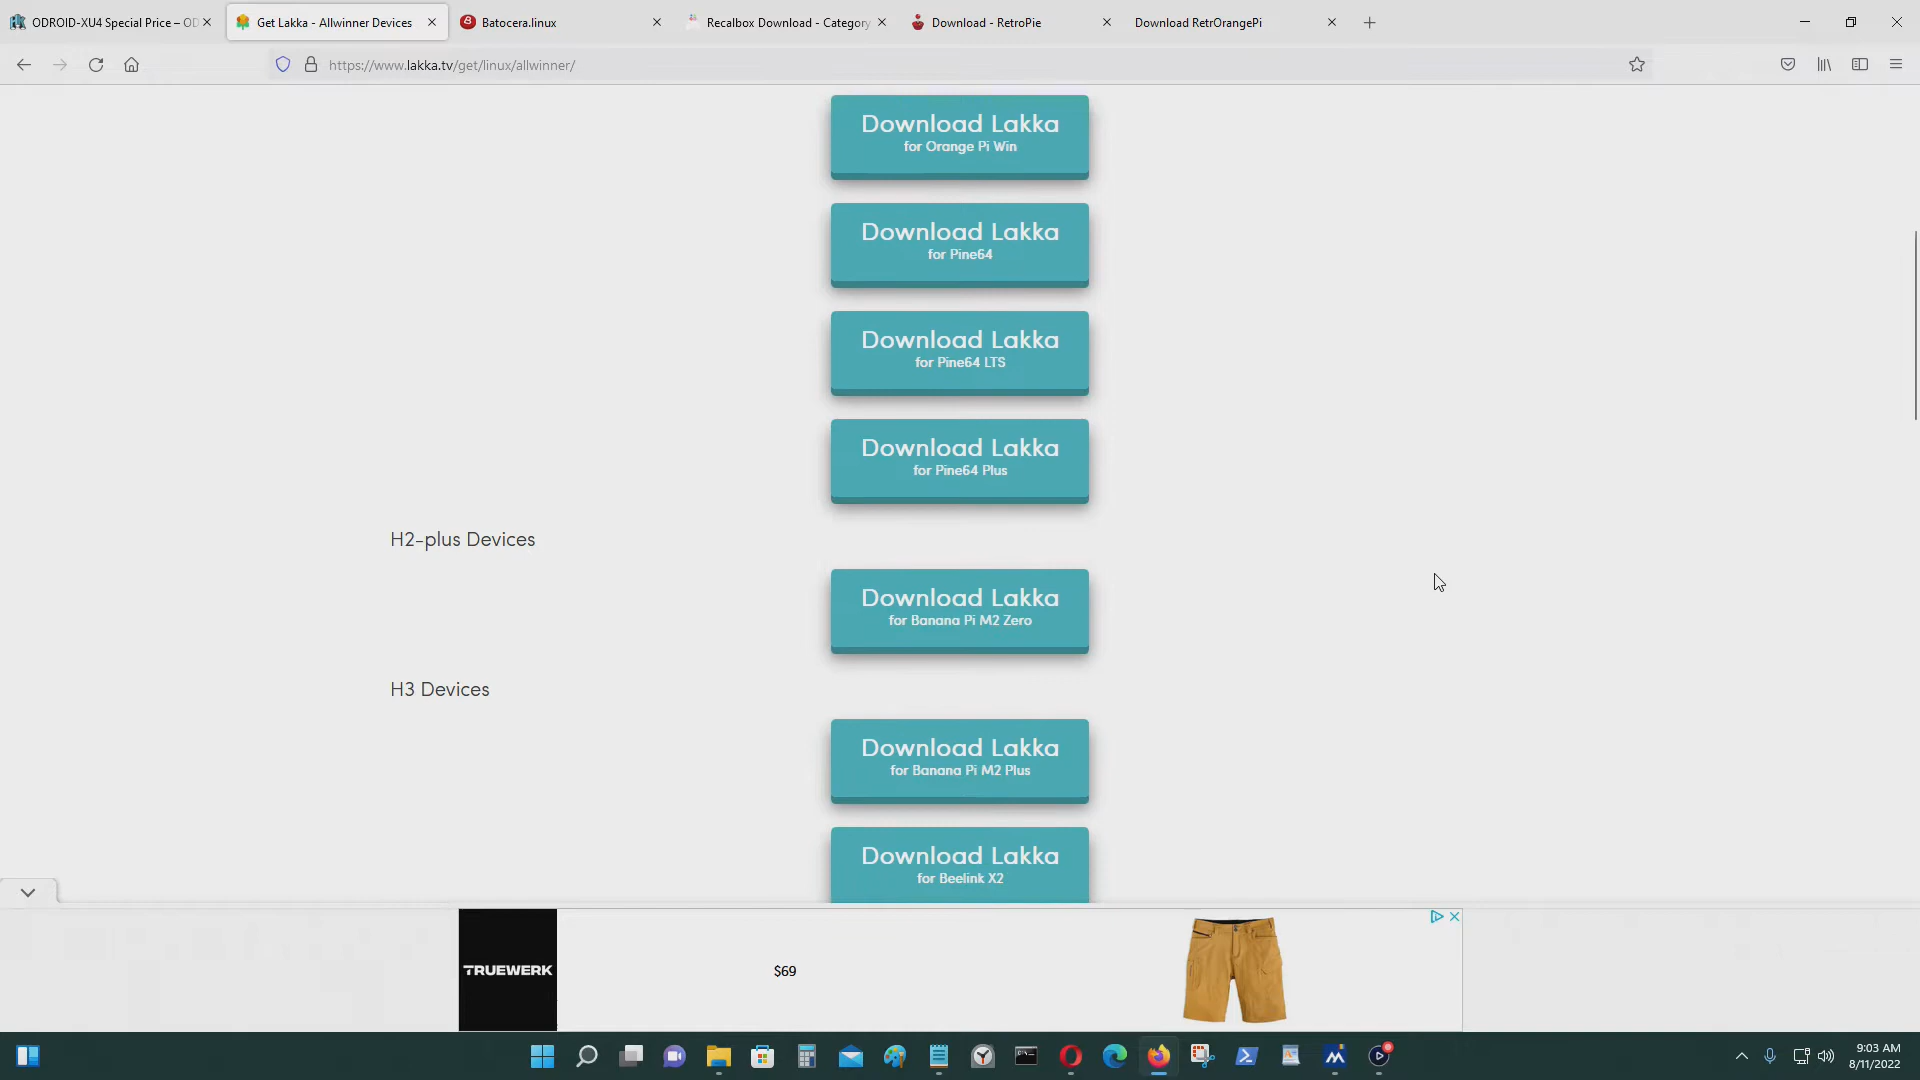 ODROID-XU4 Special Price – OD
Get Lakka - Allwinner Devices
Batocera.linux
Recalbox Download - Category
Download - RetroPie
Download RetrOrangePi
https://www.lakka.tv/get/linux/allwinner/
Download Lakka
for Orange Pi Win
Download Lakka
for Pine64
Download Lakka
for Pine64 LTS
Download Lakka
for Pine64 Plus
H2-plus Devices
Download Lakka
for Banana Pi M2 Zero
H3 Devices
Download Lakka
for Banana Pi M2 Plus
Download Lakka
for Beelink X2
TRUEWERK
$69
9:03 AM
8/11/2022